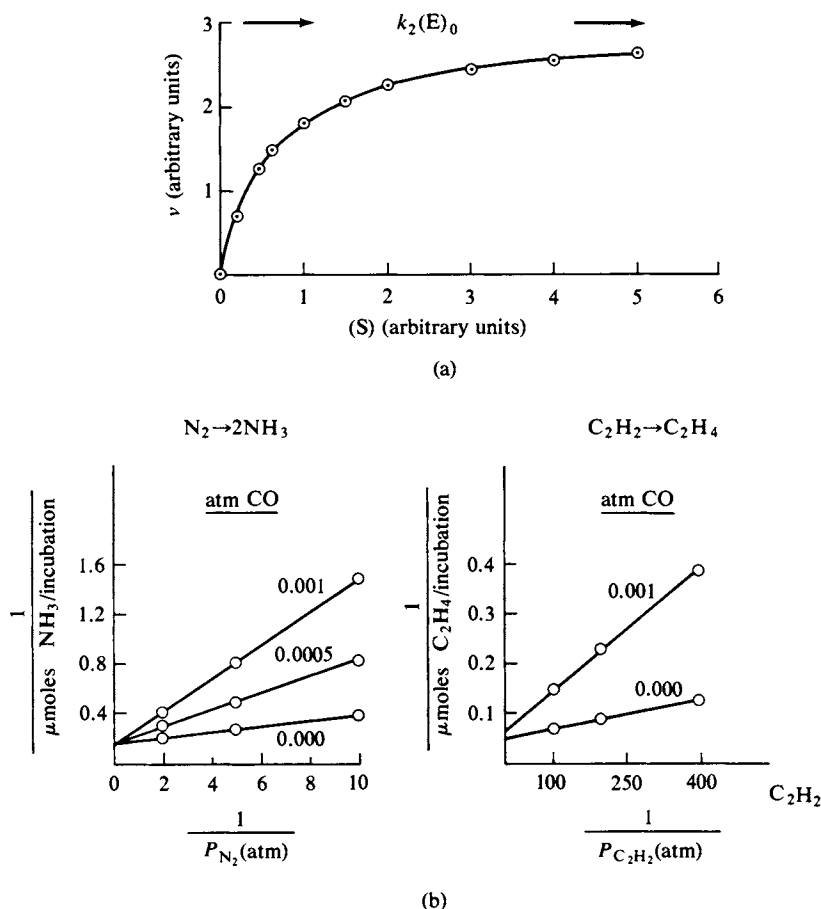 3
k₂(E)₀
2
1
v (arbitrary units)
0 1 2 3 4 5 6
(S) (arbitrary units)
(a)
N₂→2NH₃
atm CO
1
μmoles NH₃/incubation
1.6
1.2
0.8
0.4
0.001
0.0005
0.000
0 2 4 6 8 10
1
P_N₂(atm)
C₂H₂→C₂H₄
atm CO
1
μmoles C₂H₄/incubation
0.4
0.3
0.2
0.1
0.001
0.000
100 250 400
C₂H₂
1
P_C₂H₂(atm)
(b)